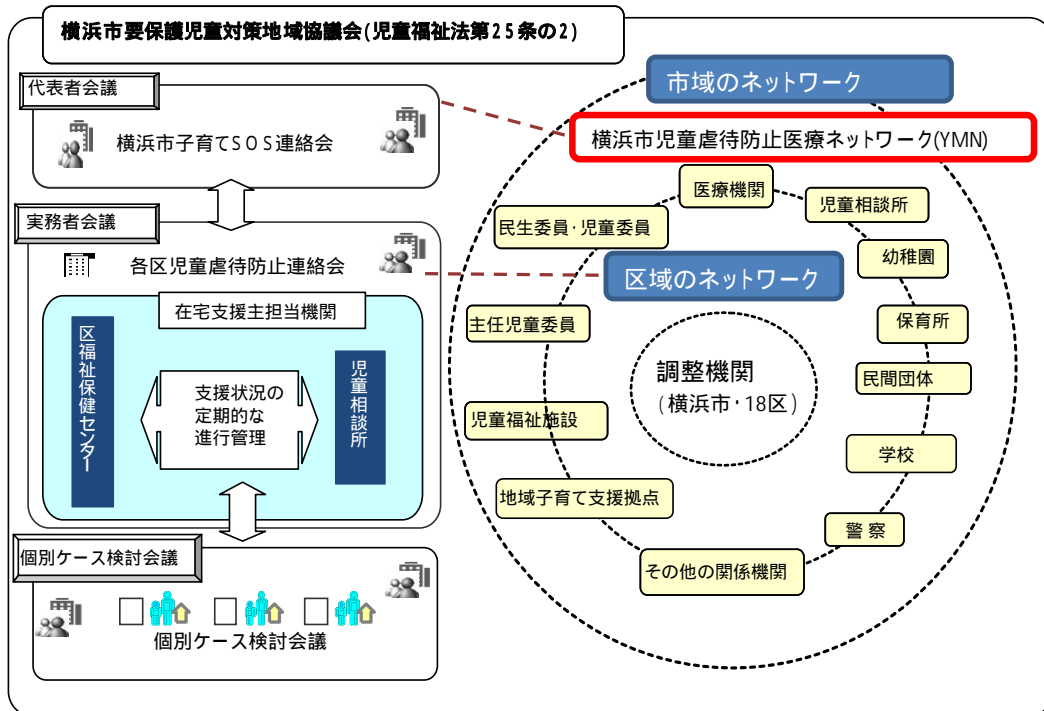 横浜市要保護児童対策地域協議会(児童福祉法第25条の2)
代表者会議
横浜市子育てSOS連絡会
実務者会議
各区児童虐待防止連絡会
在宅支援主担当機関
区福祉保健センター
支援状況の
定期的な
進行管理
児童相談所
個別ケース検討会議
個別ケース検討会議
市域のネットワーク
横浜市児童虐待防止医療ネットワーク(YMN)
医療機関
児童相談所
民生委員・児童委員
幼稚園
区域のネットワーク
主任児童委員
保育所
調整機関
(横浜市・18区)
民間団体
児童福祉施設
学校
地域子育て支援拠点
警察
その他の関係機関